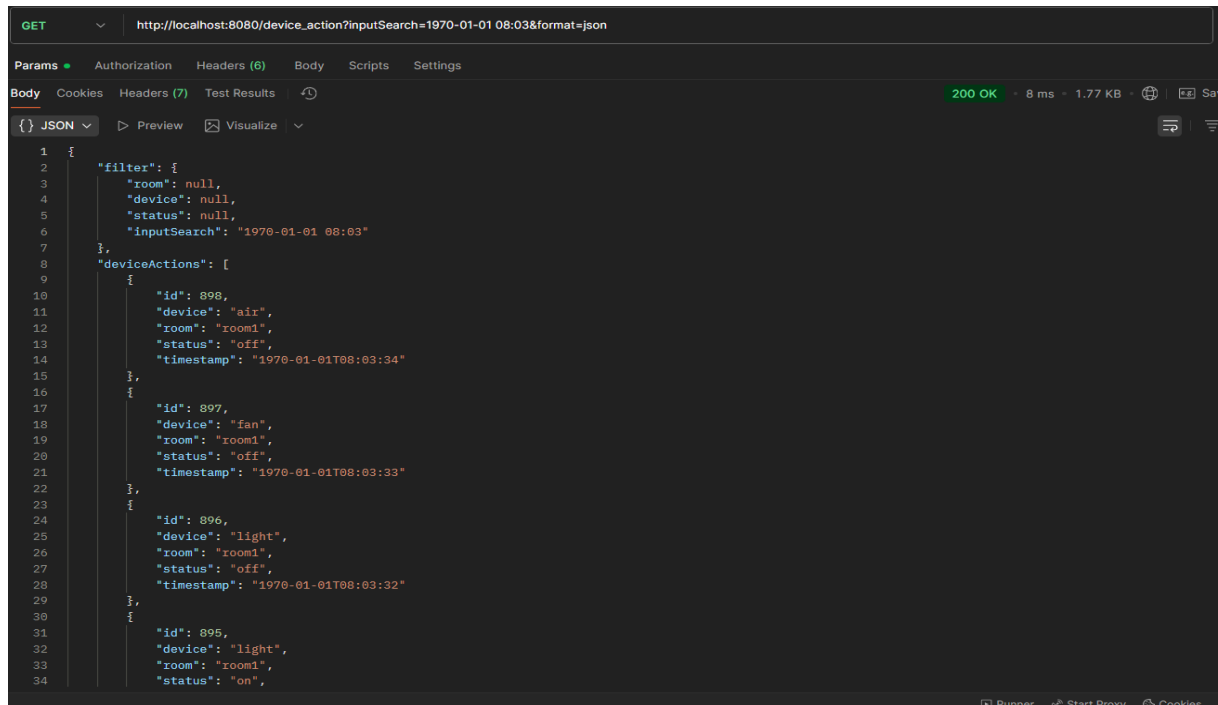 GET http://localhost:8080/device_action?inputSearch=1970-01-01 08:03&format=json
Params Authorization Headers (6) Body Scripts Settings
Body Cookies Headers (7) Test Results 200 OK 8 ms 1.77 KB e.g. Sa
{} JSON Preview Visualize
1 {
2 "filter": {
3 "room": null,
4 "device": null,
5 "status": null,
6 "inputSearch": "1970-01-01 08:03"
7 },
8 "deviceActions": [
9 {
10 "id": 898,
11 "device": "air",
12 "room": "room1",
13 "status": "off",
14 "timestamp": "1970-01-01T08:03:34"
15 },
16 {
17 "id": 897,
18 "device": "fan",
19 "room": "room1",
20 "status": "off",
21 "timestamp": "1970-01-01T08:03:33"
22 },
23 {
24 "id": 896,
25 "device": "light",
26 "room": "room1",
27 "status": "off",
28 "timestamp": "1970-01-01T08:03:32"
29 },
30 {
31 "id": 895,
32 "device": "light",
33 "room": "room1",
34 "status": "on",
Runner Start Proxy Cookies